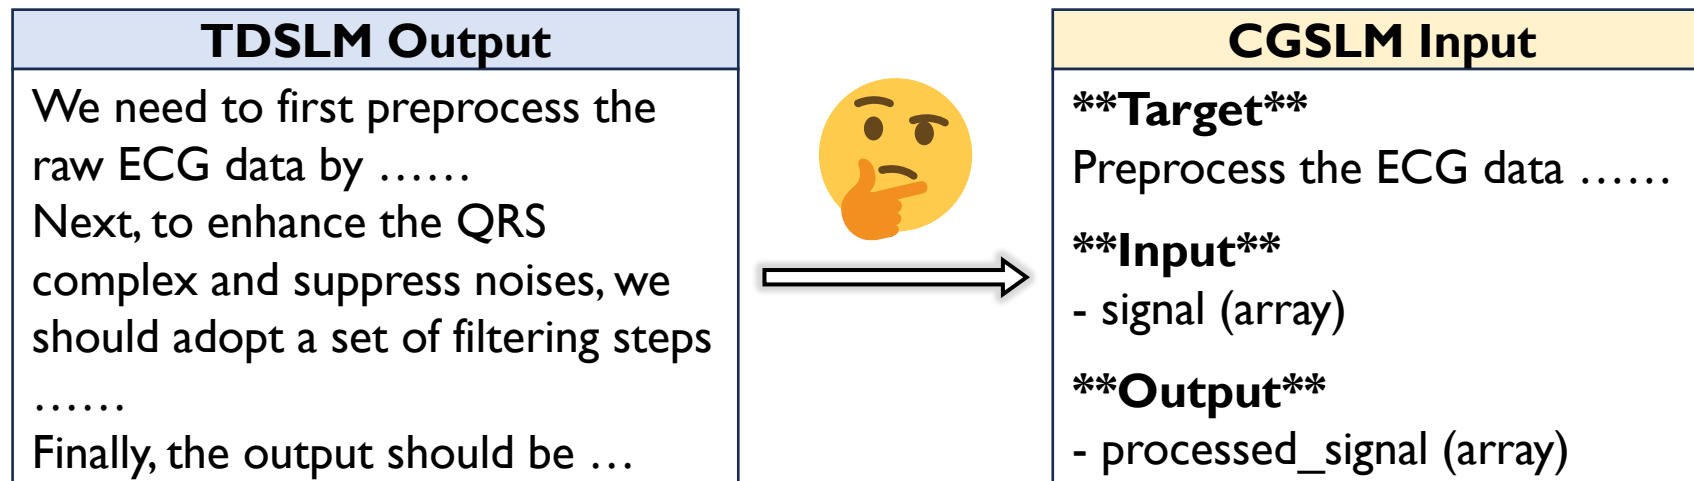 TDSLM Output
We need to first preprocess the
raw ECG data by ......
Next, to enhance the QRS
complex and suppress noises, we
should adopt a set of filtering steps
......
Finally, the output should be ...
CGSLM Input
**Target**
Preprocess the ECG data ......
**Input**
- signal (array)
**Output**
- processed_signal (array)